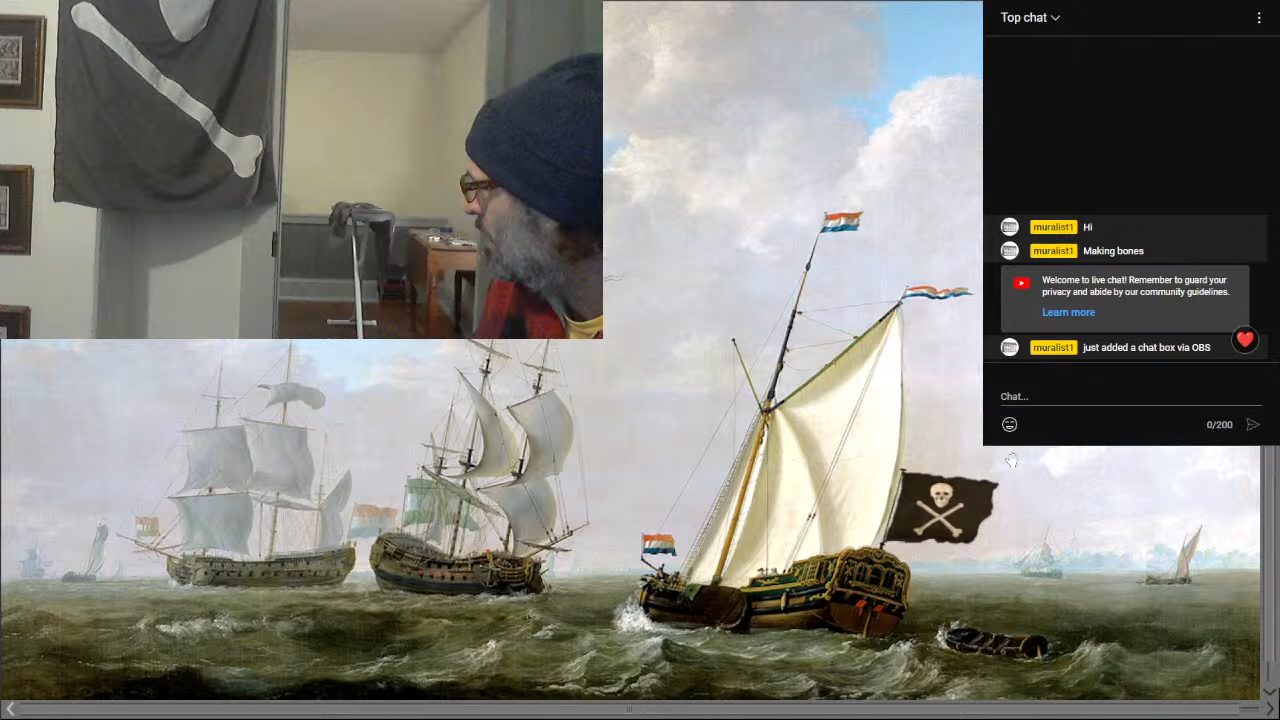 Top chat
muralist1 Hi
muralist1 Making bones
Welcome to live chat! Remember to guard your
privacy and abide by our community guidelines.
Learn more
muralist1 just added a chat box via OBS
Chat...
0/200